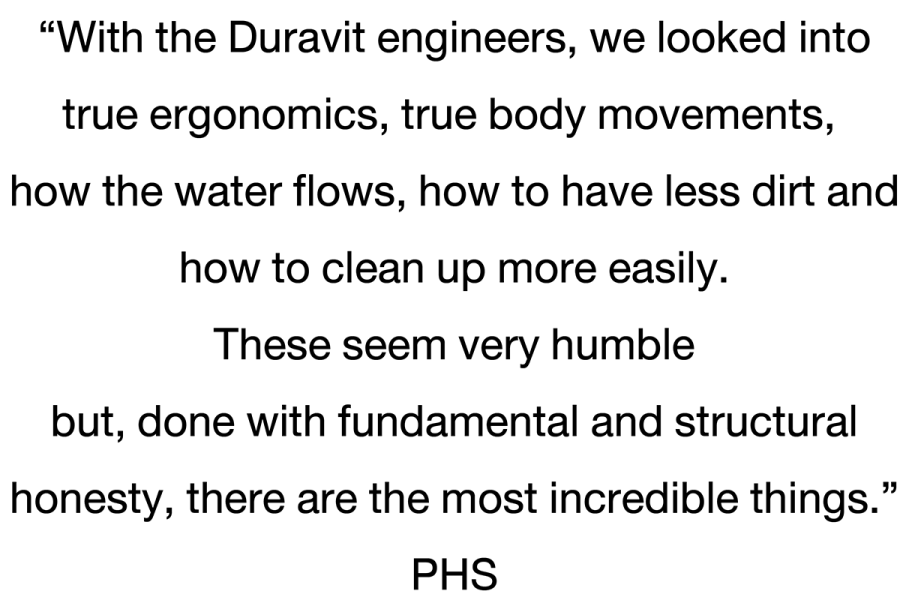 “With the Duravit engineers, we looked into
true ergonomics, true body movements,
how the water flows, how to have less dirt and
how to clean up more easily.
These seem very humble
but, done with fundamental and structural
honesty, there are the most incredible things.”
PHS